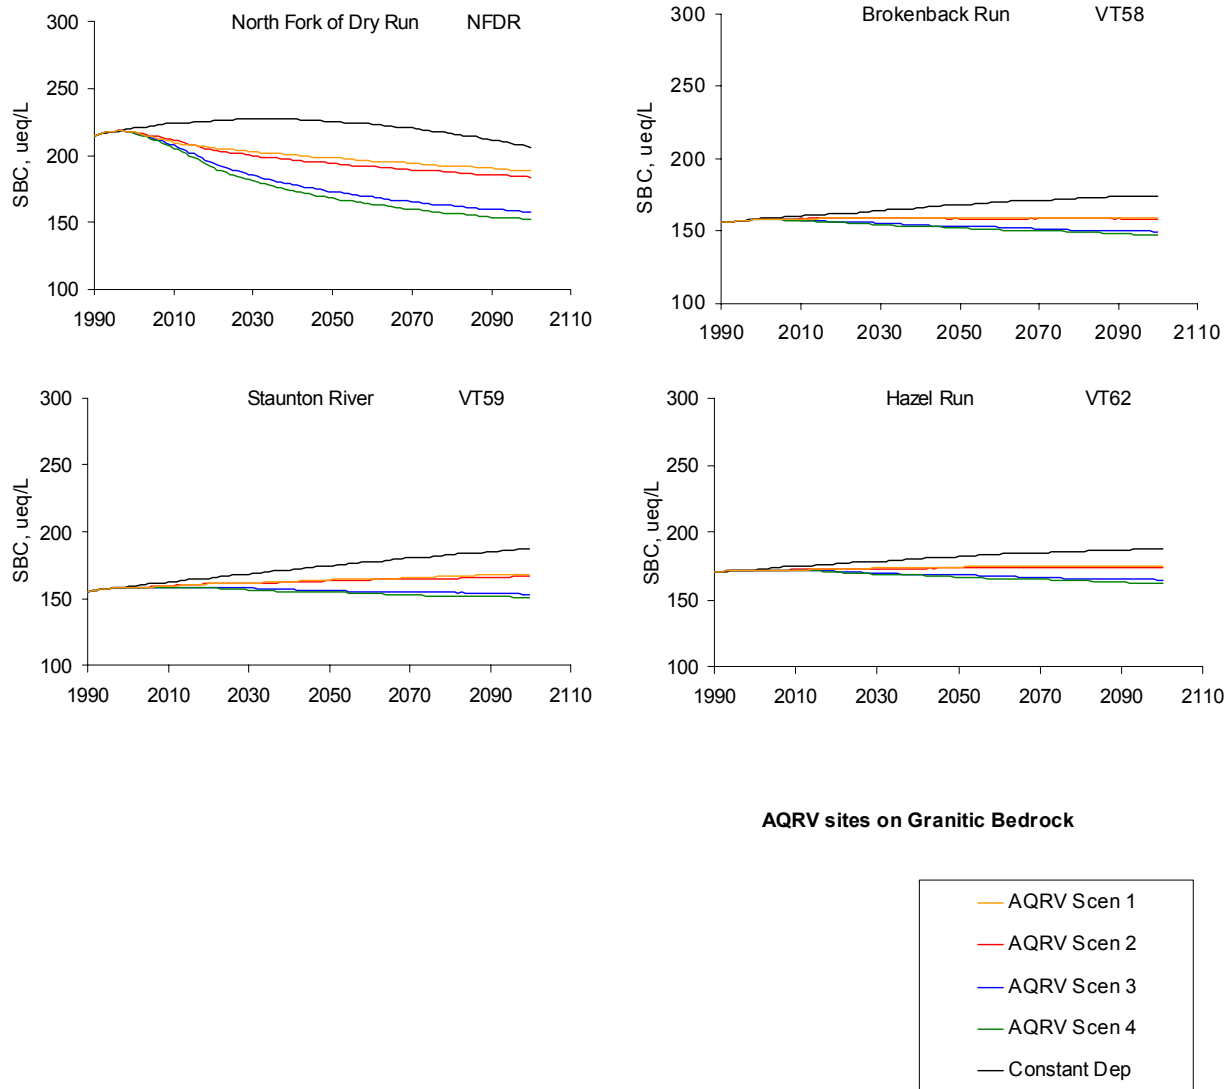 North Fork of Dry Run NFDR
SBC, ueq/L
300
250
200
150
100
1990 2010 2030 2050 2070 2090 2110
Brokenback Run VT58
SBC, ueq/L
300
250
200
150
100
1990 2010 2030 2050 2070 2090 2110
Staunton River VT59
SBC, ueq/L
300
250
200
150
100
1990 2010 2030 2050 2070 2090 2110
Hazel Run VT62
SBC, ueq/L
300
250
200
150
100
1990 2010 2030 2050 2070 2090 2110
AQRV sites on Granitic Bedrock
AQRV Scen 1
AQRV Scen 2
AQRV Scen 3
AQRV Scen 4
Constant Dep